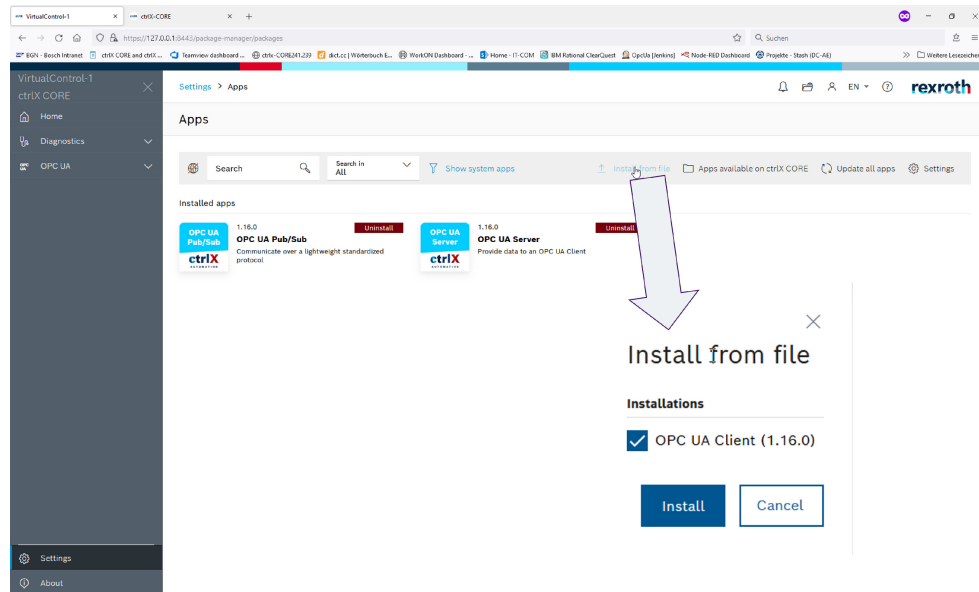 VirtualControl-1
ctrlX-CORE
https://127.0.0.1:8443/package-manager/packages
Suchen
BGN - Bosch Intranet
ctrlX CORE and ctrlX ...
Teamview dashboard ...
ctrlx-CORE241.239
dict.cc | Wörterbuch E...
WorkON Dashboard - ...
Home - IT-COM
IBM Rational ClearQuest
OpcUa [Jenkins]
Node-RED Dashboard
Projekte - Stash (DC-AE)
Weitere Lesezeichen
VirtualControl-1
ctrlX CORE
Home
Diagnostics
OPC UA
Settings
About
Settings > Apps
EN
rexroth
Apps
Search
Search in
All
Show system apps
Install from file
Apps available on ctrlX CORE
Update all apps
Settings
Installed apps
OPC UA
Pub/Sub
ctrlX
AUTOMATION
1.16.0
Uninstall
OPC UA Pub/Sub
Communicate over a lightweight standardized
protocol
OPC UA
Server
ctrlX
AUTOMATION
1.16.0
Uninstall
OPC UA Server
Provide data to an OPC UA Client
Install from file
Installations
OPC UA Client (1.16.0)
Install
Cancel